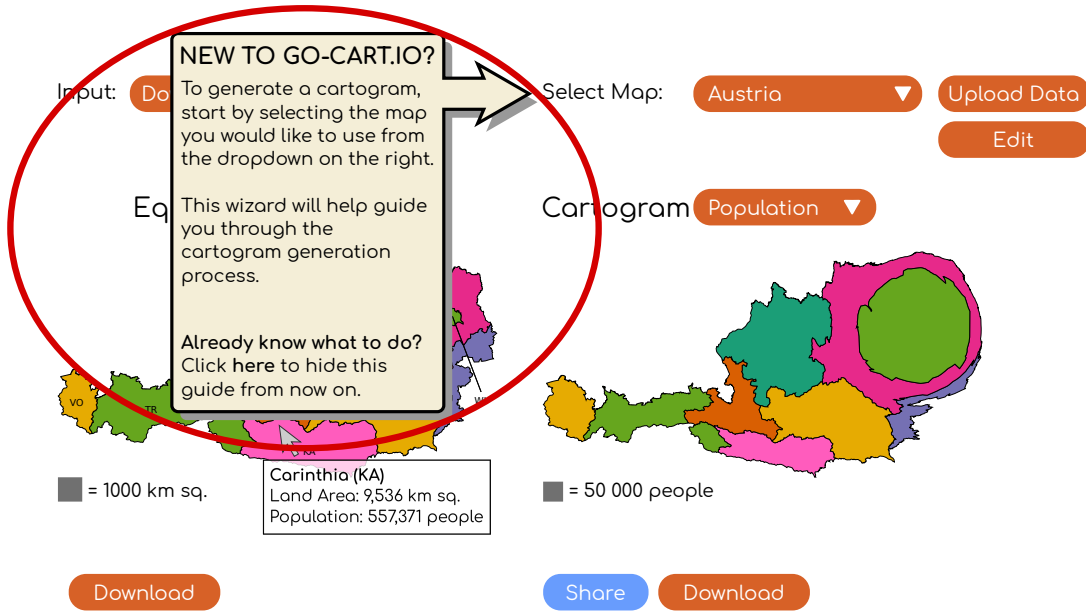 NEW TO GO-CART.IO?
To generate a cartogram,
start by selecting the map
you would like to use from
the dropdown on the right.
This wizard will help guide
you through the
cartogram generation
process.
Already know what to do?
Click here to hide this
guide from now on.
Input:
Do
Select Map:
Austria
Upload Data
Edit
Eq
Cartogram
Population
VO
TR
KA
Carinthia (KA)
Land Area: 9,536 km sq.
Population: 557,371 people
= 1000 km sq.
= 50 000 people
Download
Share
Download